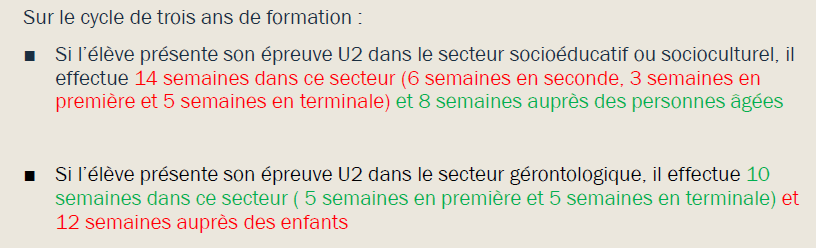 Sur le cycle de trois ans de formation :
▪ Si l'élève présente son épreuve U2 dans le secteur socioéducatif ou socioculturel, il
effectue 14 semaines dans ce secteur (6 semaines en seconde, 3 semaines en
première et 5 semaines en terminale) et 8 semaines auprès des personnes âgées
▪ Si l'élève présente son épreuve U2 dans le secteur gérontologique, il effectue 10
semaines dans ce secteur ( 5 semaines en première et 5 semaines en terminale) et
12 semaines auprès des enfants